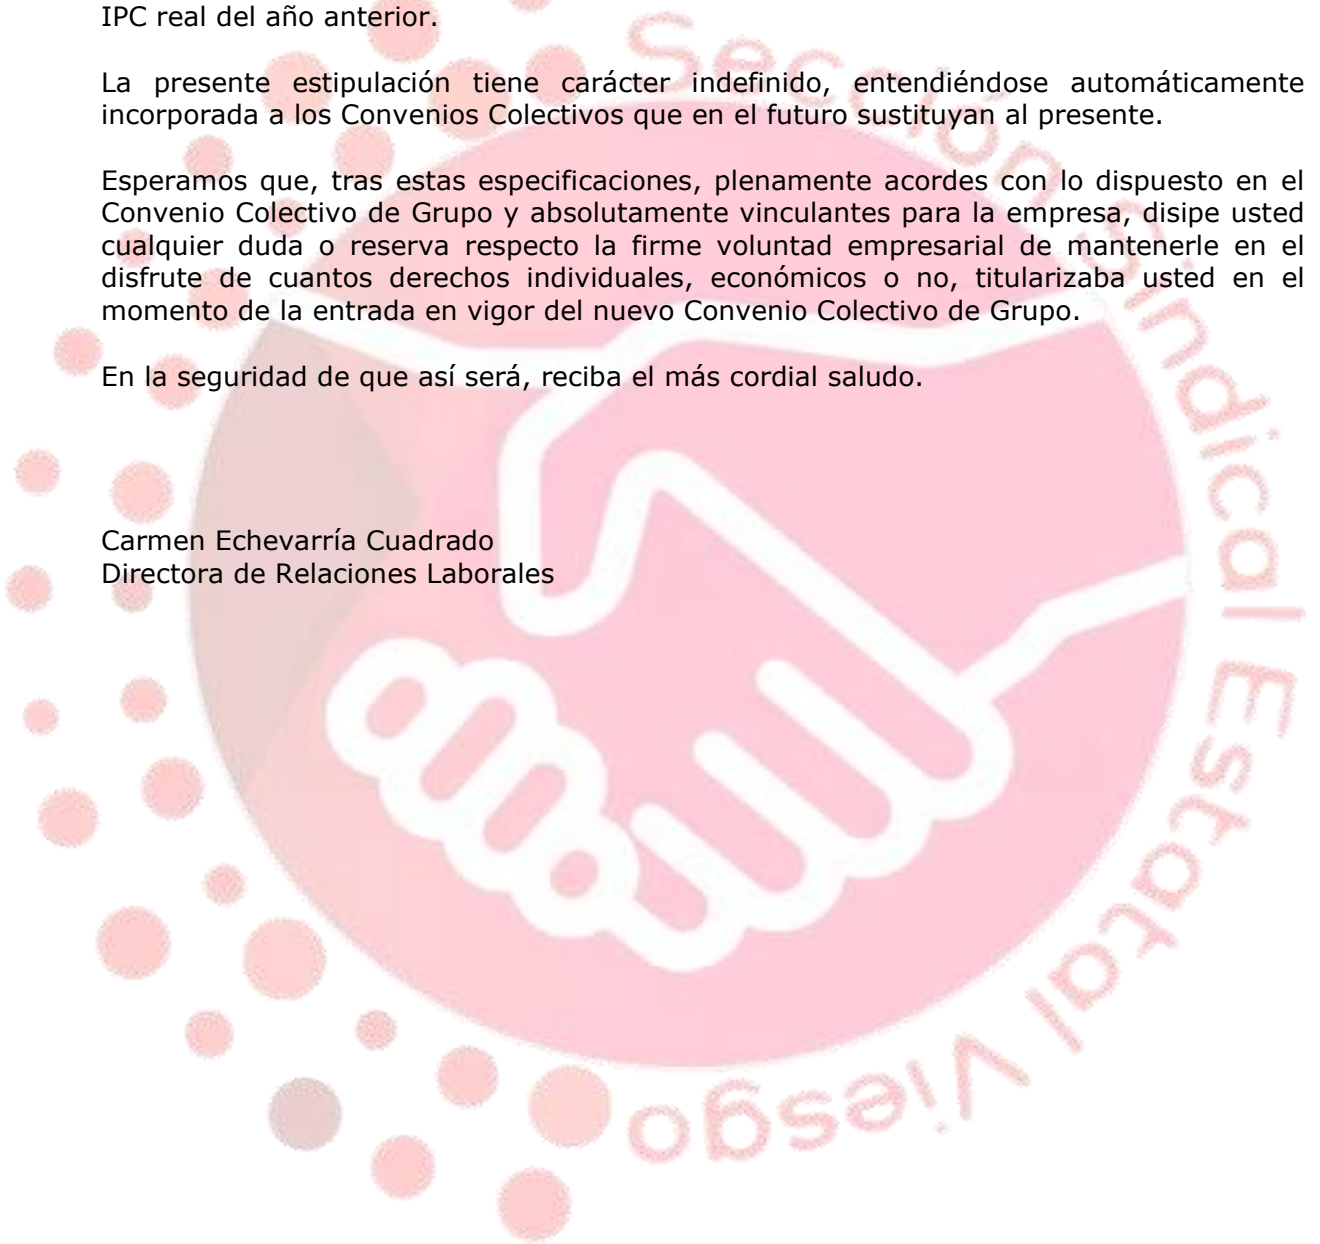 IPC real del año anterior.
La presente estipulación tiene carácter indefinido, entendiéndose automáticamente
incorporada a los Convenios Colectivos que en el futuro sustituyan al presente.
Esperamos que, tras estas especificaciones, plenamente acordes con lo dispuesto en el
Convenio Colectivo de Grupo y absolutamente vinculantes para la empresa, disipe usted
cualquier duda o reserva respecto la firme voluntad empresarial de mantenerle en el
disfrute de cuantos derechos individuales, económicos o no, titularizaba usted en el
momento de la entrada en vigor del nuevo Convenio Colectivo de Grupo.
En la seguridad de que así será, reciba el más cordial saludo.
Carmen Echevarría Cuadrado
Directora de Relaciones Laborales
Sección Sindical Estatal Viesgo